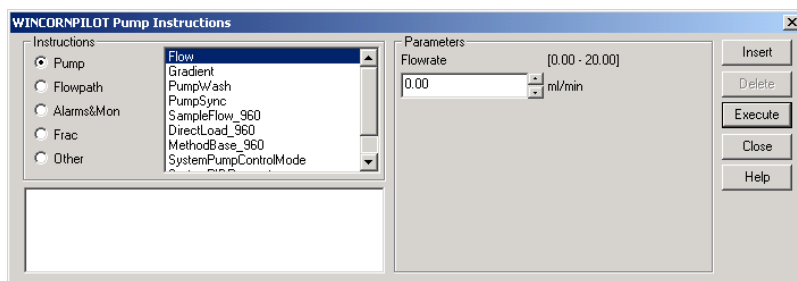 WINCORNPILOT Pump Instructions
Instructions
Pump
Flowpath
Alarms&Mon
Frac
Other
Flow
Gradient
PumpWash
PumpSync
SampleFlow_960
DirectLoad_960
MethodBase_960
SystemPumpControlMode
Parameters
Flowrate [0.00 - 20.00]
0.00 ml/min
Insert
Delete
Execute
Close
Help